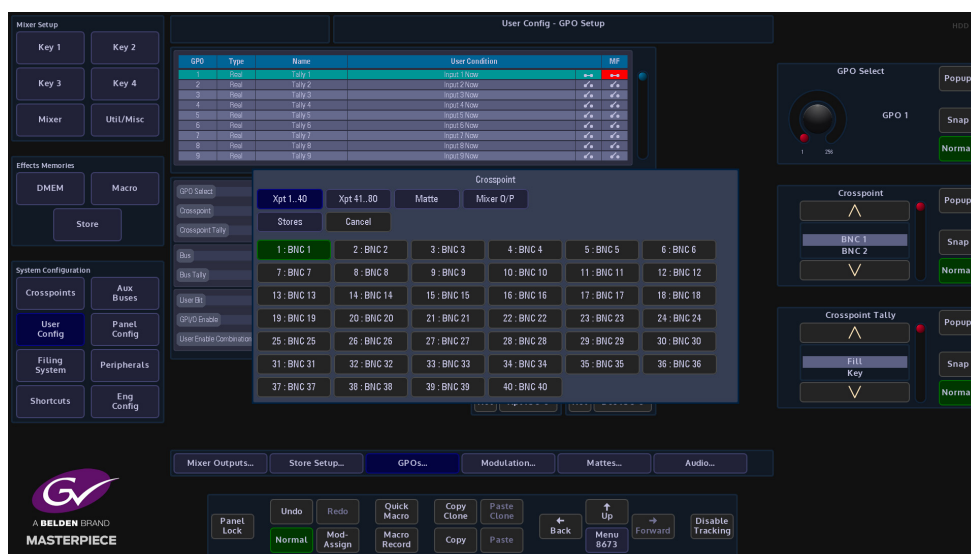 Mixer Setup
User Config - GPO Setup
HDD
Key 1
Key 2
Key 3
Key 4
Mixer
Util/Misc
GPO Type Name User Condition MF
1 Real Tally 1 Input 1 Now
2 Real Tally 2 Input 2 Now
3 Real Tally 3 Input 3 Now
4 Real Tally 4 Input 4 Now
5 Real Tally 5 Input 5 Now
6 Real Tally 6 Input 6 Now
7 Real Tally 7 Input 7 Now
8 Real Tally 8 Input 8 Now
9 Real Tally 9 Input 9 Now
GPO Select
GPO 1
1 256
Popup
Snap
Norma
Effects Memories
DMEM
Macro
Store
GPO Select
Crosspoint
Crosspoint Tally
Bus
Bus Tally
User Bit
GPI/O Enable
User Enable Combination
Crosspoint
Xpt 1..40
Xpt 41..80
Matte
Mixer O/P
Stores
Cancel
1 : BNC 1
2 : BNC 2
3 : BNC 3
4 : BNC 4
5 : BNC 5
6 : BNC 6
7 : BNC 7
8 : BNC 8
9 : BNC 9
10 : BNC 10
11 : BNC 11
12 : BNC 12
13 : BNC 13
14 : BNC 14
15 : BNC 15
16 : BNC 16
17 : BNC 17
18 : BNC 18
19 : BNC 19
20 : BNC 20
21 : BNC 21
22 : BNC 22
23 : BNC 23
24 : BNC 24
25 : BNC 25
26 : BNC 26
27 : BNC 27
28 : BNC 28
29 : BNC 29
30 : BNC 30
31 : BNC 31
32 : BNC 32
33 : BNC 33
34 : BNC 34
35 : BNC 35
36 : BNC 36
37 : BNC 37
38 : BNC 38
39 : BNC 39
40 : BNC 40
Crosspoint
BNC 1
BNC 2
Popup
Snap
Norma
System Configuration
Crosspoints
Aux
Buses
User
Config
Panel
Config
Filing
System
Peripherals
Shortcuts
Eng
Config
Crosspoint Tally
Fill
Key
Popup
Snap
Norma
Mixer Outputs...
Store Setup...
GPOs...
Modulation...
Mattes...
Audio...
GV
A BELDEN BRAND
MASTERPIECE
Panel
Lock
Undo
Redo
Normal
Mod-
Assign
Quick
Macro
Macro
Record
Copy
Clone
Paste
Clone
Copy
Paste
Back
Up
Menu
8673
Forward
Disable
Tracking